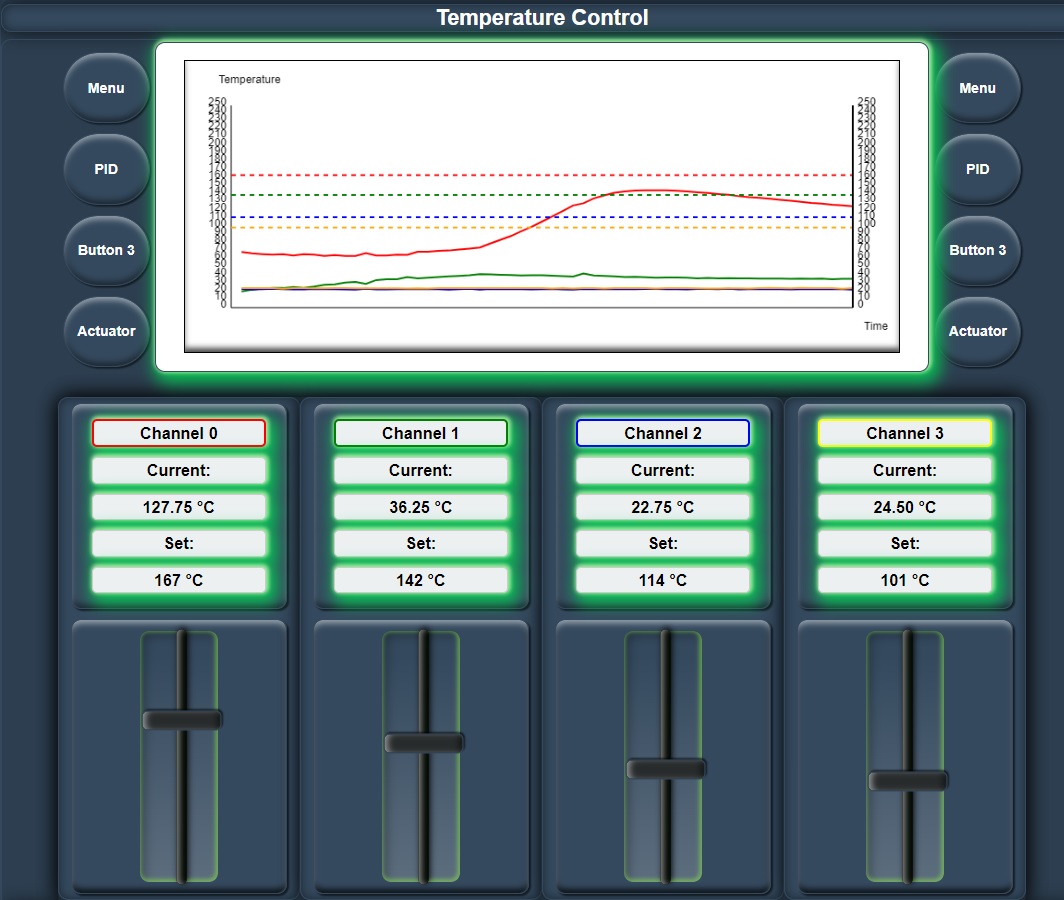 Temperature Control
Menu
PID
Button 3
Actuator
Temperature
250
240
230
220
210
200
190
180
170
160
150
140
130
120
110
100
90
80
70
60
50
40
30
20
10
0
250
240
230
220
210
200
190
180
170
160
150
140
130
120
110
100
90
80
70
60
50
40
30
20
10
0
Time
Menu
PID
Button 3
Actuator
Channel 0
Current:
127.75 °C
Set:
167 °C
Channel 1
Current:
36.25 °C
Set:
142 °C
Channel 2
Current:
22.75 °C
Set:
114 °C
Channel 3
Current:
24.50 °C
Set:
101 °C